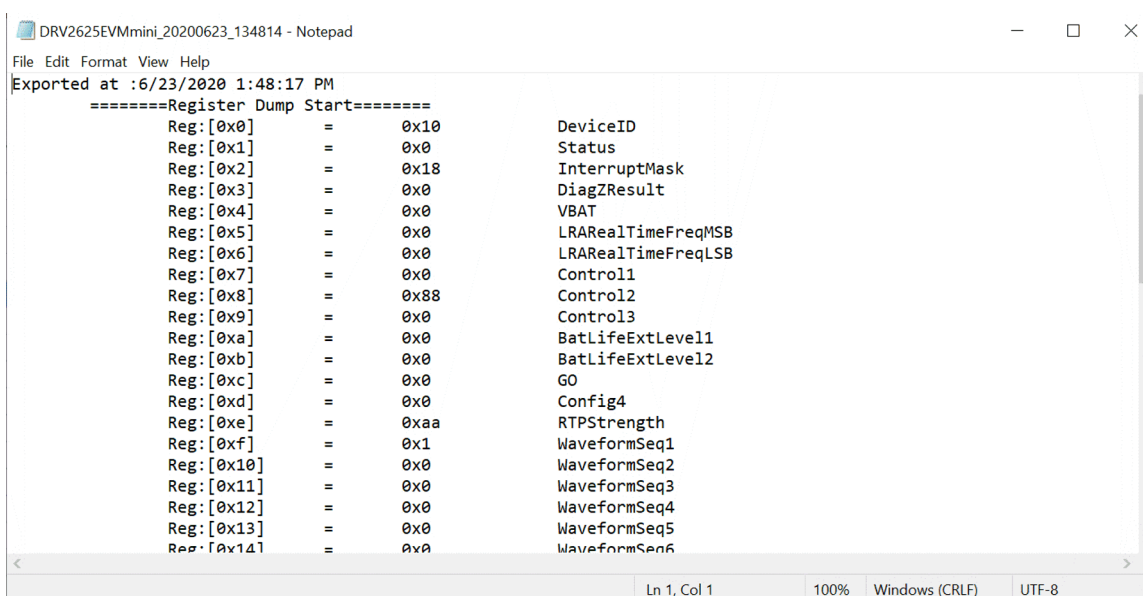 DRV2625EVMmini_20200623_134814 - Notepad
File Edit Format View Help
Exported at :6/23/2020 1:48:17 PM
========Register Dump Start========
Reg:[0x0] = 0x10 DeviceID
Reg:[0x1] = 0x0 Status
Reg:[0x2] = 0x18 InterruptMask
Reg:[0x3] = 0x0 DiagZResult
Reg:[0x4] = 0x0 VBAT
Reg:[0x5] = 0x0 LRARealTimeFreqMSB
Reg:[0x6] = 0x0 LRARealTimeFreqLSB
Reg:[0x7] = 0x0 Control1
Reg:[0x8] = 0x88 Control2
Reg:[0x9] = 0x0 Control3
Reg:[0xa] = 0x0 BatLifeExtLevel1
Reg:[0xb] = 0x0 BatLifeExtLevel2
Reg:[0xc] = 0x0 GO
Reg:[0xd] = 0x0 Config4
Reg:[0xe] = 0xaa RTPStrength
Reg:[0xf] = 0x1 WaveformSeq1
Reg:[0x10] = 0x0 WaveformSeq2
Reg:[0x11] = 0x0 WaveformSeq3
Reg:[0x12] = 0x0 WaveformSeq4
Reg:[0x13] = 0x0 WaveformSeq5
Reg:[0x14] = 0x0 WaveformSeq6
Ln 1, Col 1 100% Windows (CRLF) UTF-8